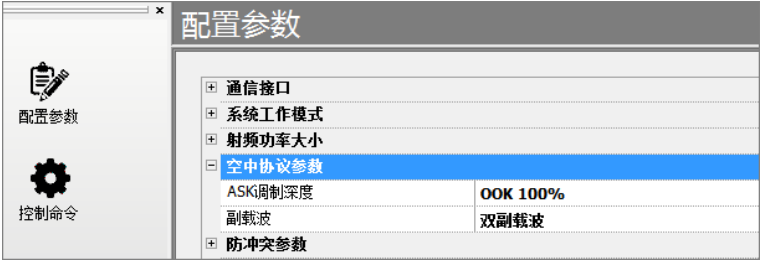 x
配置参数
配置参数
控制命令
通信接口
系统工作模式
射频功率大小
空中协议参数
ASK调制深度 OOK 100%
副载波 双副载波
防冲突参数